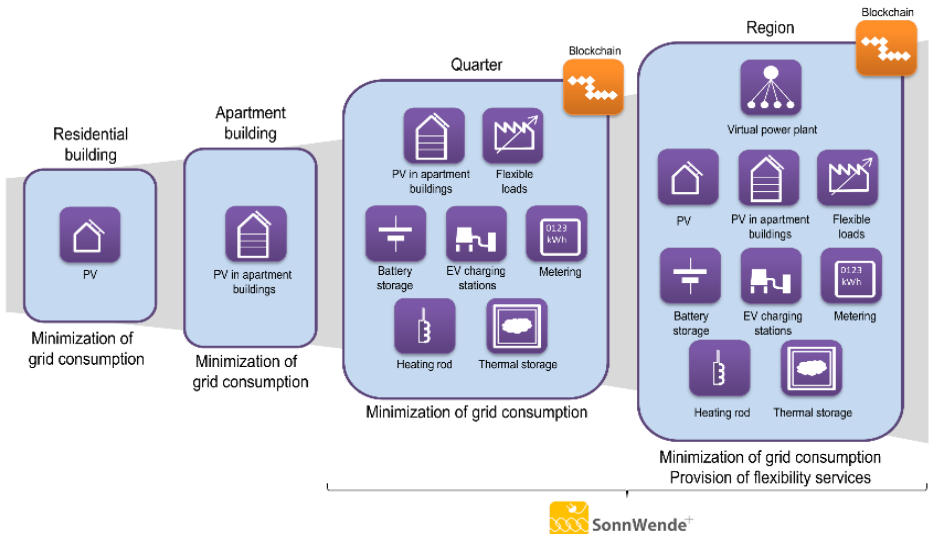 Residential
building
PV
Minimization of
grid consumption
Apartment
building
PV in apartment
buildings
Minimization of
grid consumption
Quarter
Blockchain
PV in apartment
buildings
Flexible
loads
Battery
storage
EV charging
stations
0123
kWh
Metering
Heating rod
Thermal storage
Minimization of grid consumption
Region
Blockchain
Virtual power plant
PV
PV in apartment
buildings
Flexible
loads
Battery
storage
EV charging
stations
0123
kWh
Metering
Heating rod
Thermal storage
Minimization of grid consumption
Provision of flexibility services
SonnWende+